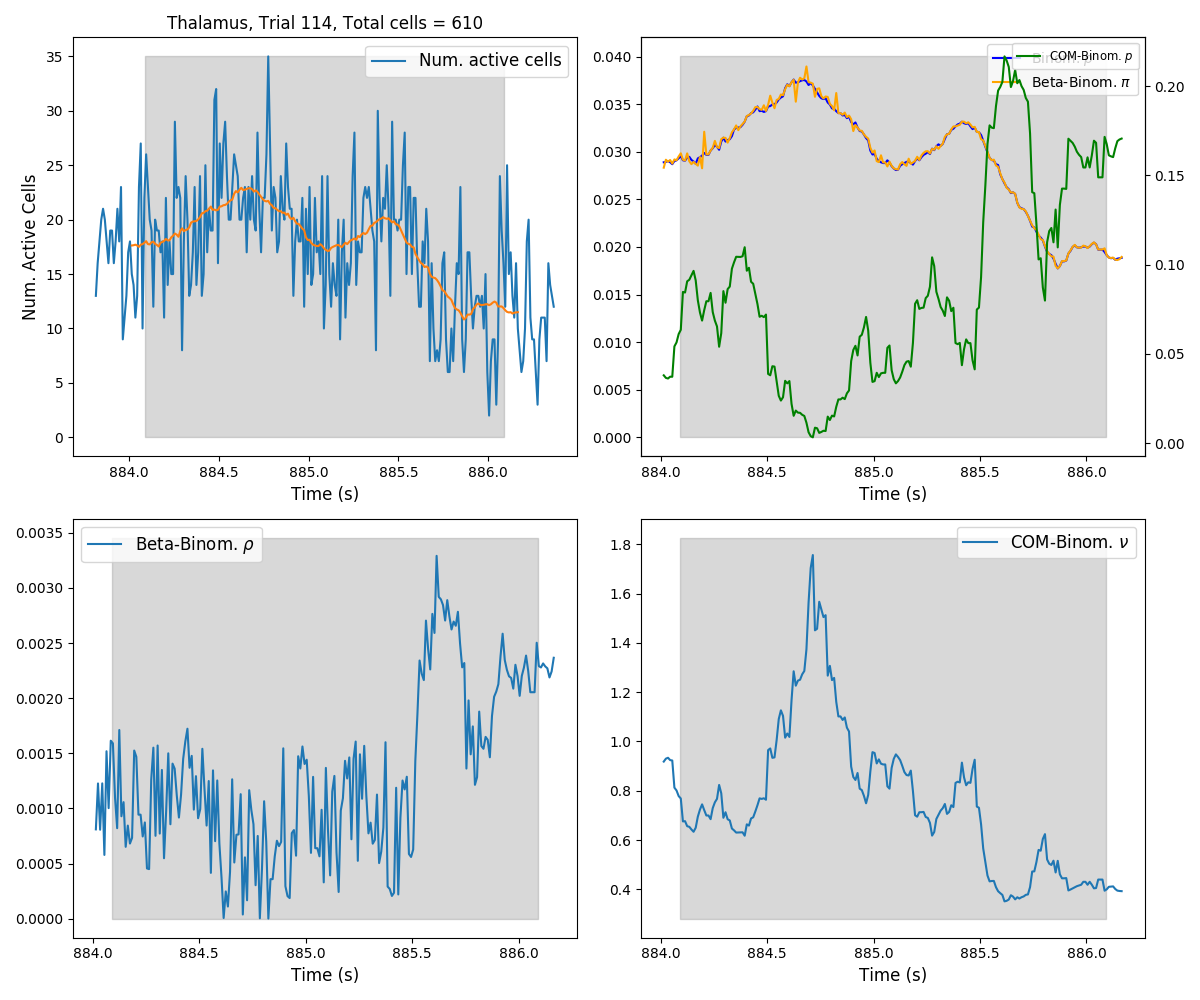 Thalamus, Trial 114, Total cells = 610
Num. active cells
Num. Active Cells
35
30
25
20
15
10
5
0
884.0 884.5 885.0 885.5 886.0
Time (s)
COM-Binom. p
Binom. p
Beta-Binom. π
0.040
0.035
0.030
0.025
0.020
0.015
0.010
0.005
0.000
0.20
0.15
0.10
0.05
0.00
884.0 884.5 885.0 885.5 886.0
Time (s)
Beta-Binom. ρ
0.0035
0.0030
0.0025
0.0020
0.0015
0.0010
0.0005
0.0000
884.0 884.5 885.0 885.5 886.0
Time (s)
COM-Binom. ν
1.8
1.6
1.4
1.2
1.0
0.8
0.6
0.4
884.0 884.5 885.0 885.5 886.0
Time (s)